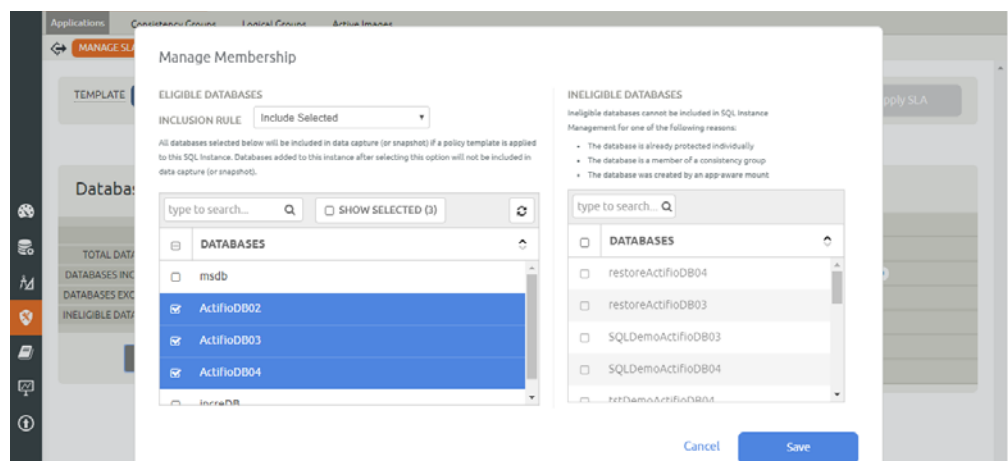 Applications Consistency Groups Logical Groups Active Images
MANAGE SLA
TEMPLATE
pply SLA
Databa
TOTAL DATA
DATABASES INC
DATABASES EXC
INELIGIBLE DATA
Manage Membership
ELIGIBLE DATABASES
INCLUSION RULE Include Selected
All databases selected below will be included in data capture (or snapshot) if a policy template is applied
to this SQL Instance. Databases added to this instance after selecting this option will not be included in
data capture (or snapshot).
type to search... SHOW SELECTED (3)
DATABASES
msdb
ActifioDB02
ActifioDB03
ActifioDB04
increDB
INELIGIBLE DATABASES
Ineligible databases cannot be included in SQL Instance
Management for one of the following reasons:
• The database is already protected individually
• The database is a member of a consistency group
• The database was created by an app-aware mount
type to search...
DATABASES
restoreActifioDB04
restoreActifioDB03
SQLDemoActifioDB03
SQLDemoActifioDB04
tstDemoActifioDB04
Cancel Save